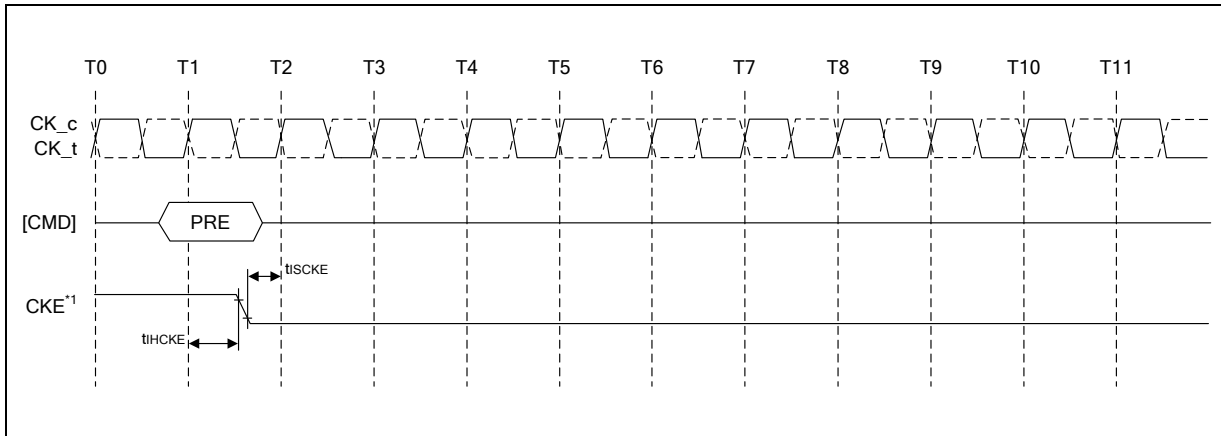 T0 T1 T2 T3 T4 T5 T6 T7 T8 T9 T10 T11
CK_c
CK_t
[CMD] PRE
tISCKE
CKE*1
tIHCKE